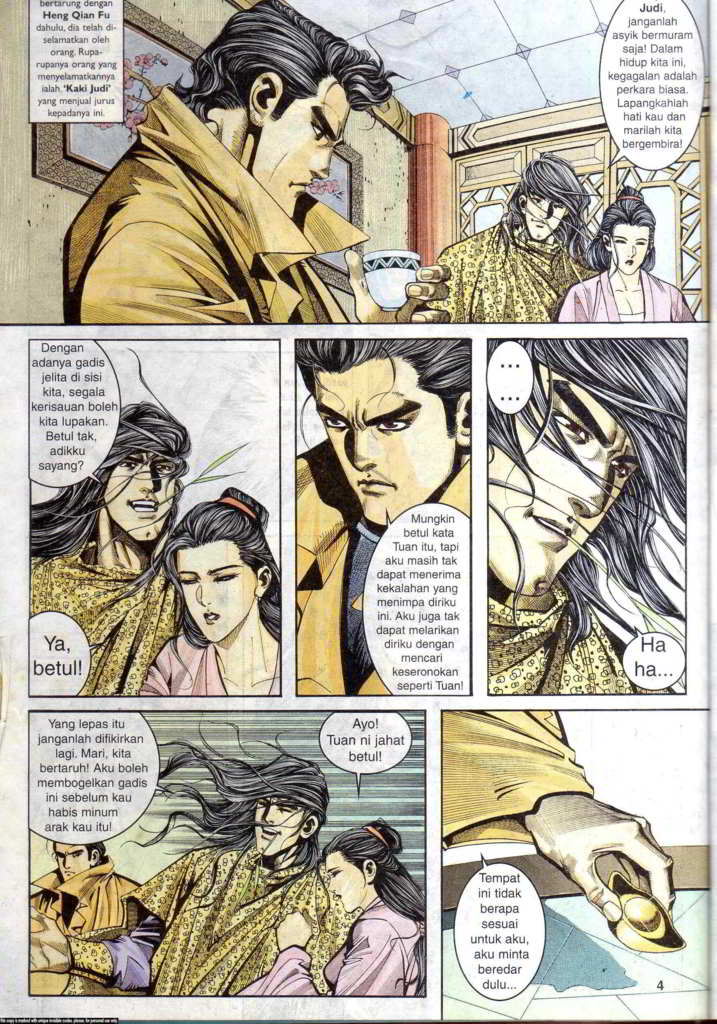 bertarung dengan
Heng Qian Fu
dahulu, dia telah di-
selamatkan oleh
orang. Rupa-
rupanya orang yang
menyelamatkannya
ialah 'Kaki Judi'
yang menjual jurus
kepadanya ini.
Judi,
janganlah
asyik bermuram
saja! Dalam
hidup kita ini,
kegagalan adalah
perkara biasa.
Lapangkahlah
hati kau dan
marilah kita
bergembira!
Dengan
adanya gadis
jelita di sisi
kita, segala
kerisauan boleh
kita lupakan.
Betul tak,
adikku
sayang?
Ya,
betul!
Mungkin
betul kata
Tuan itu, tapi
aku masih tak
dapat menerima
kekalahan yang
menimpa diriku
ini. Aku juga tak
dapat melarikan
diriku dengan
mencari
keseronokan
seperti Tuan!
...
...
Ha
ha...
Yang lepas itu
janganlah difikirkan
lagi. Mari, kita
bertaruh! Aku boleh
membogelkan gadis
ini sebelum kau
habis minum
arak kau itu!
Ayo!
Tuan ni jahat
betul!
Tempat
ini tidak
berapa
sesuai
untuk aku,
aku minta
beredar
dulu...
4